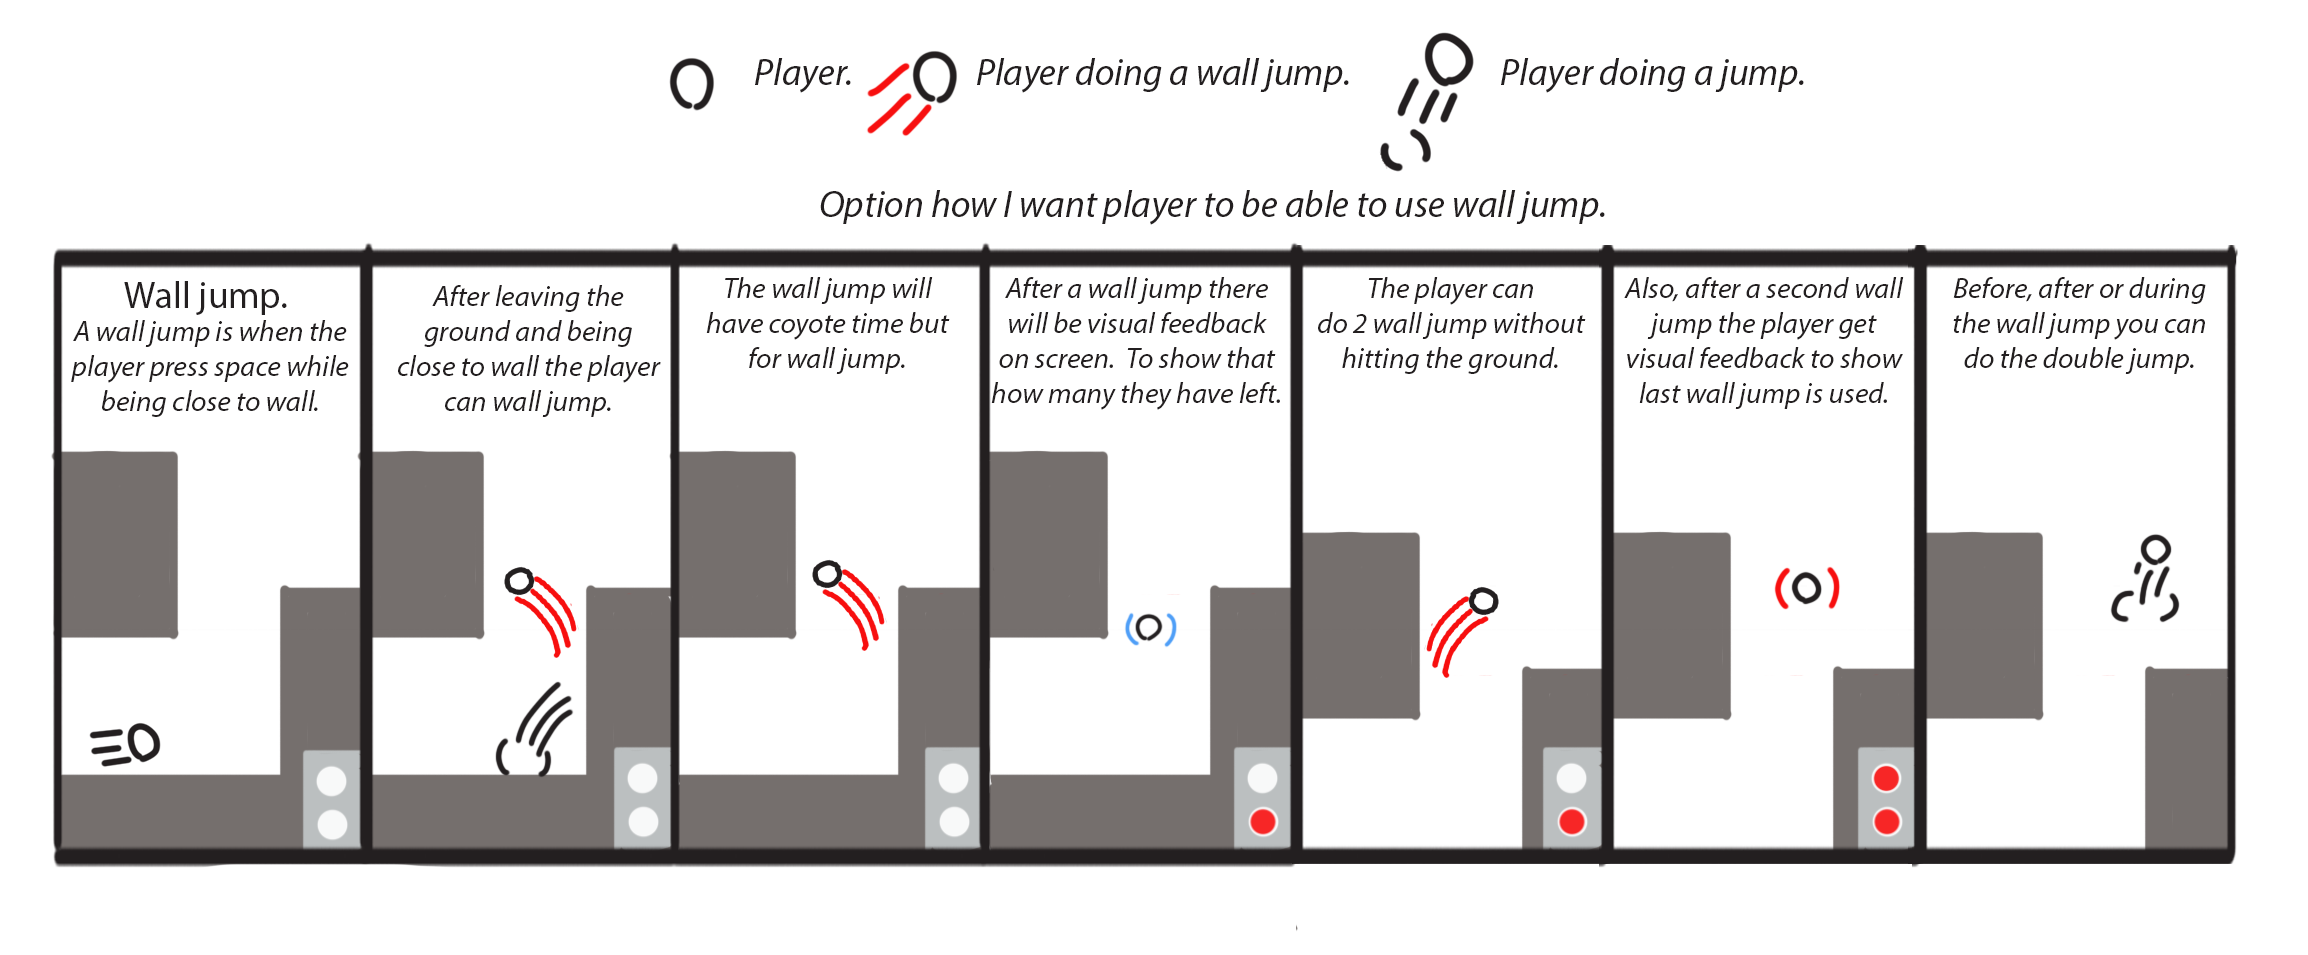 Player.
Player doing a wall jump.
Player doing a jump.
Option how I want player to be able to use wall jump.
Wall jump.
A wall jump is when the
player press space while
being close to wall.
After leaving the
ground and being
close to wall the player
can wall jump.
The wall jump will
have coyote time but
for wall jump.
After a wall jump there
will be visual feedback
on screen. To show that
how many they have left.
The player can
do 2 wall jump without
hitting the ground.
Also, after a second wall
jump the player get
visual feedback to show
last wall jump is used.
Before, after or during
the wall jump you can
do the double jump.